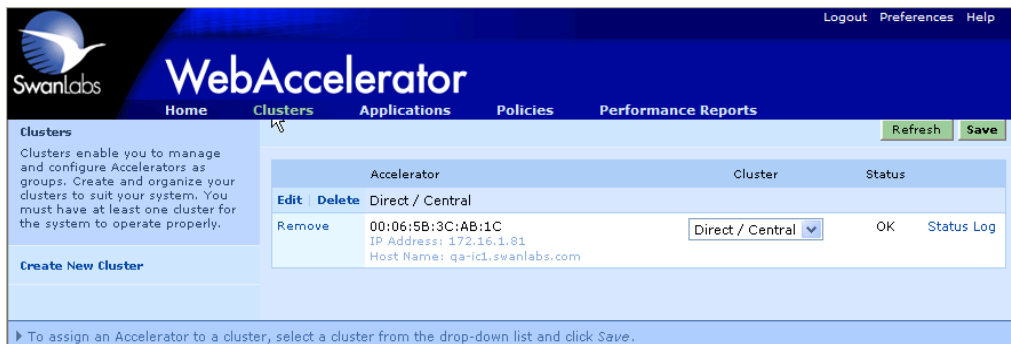 Logout Preferences Help
SwanLabs
WebAccelerator
Home Clusters Applications Policies Performance Reports
Clusters
Clusters enable you to manage
and configure Accelerators as
groups. Create and organize your
clusters to suit your system. You
must have at least one cluster for
the system to operate properly.
Create New Cluster
Refresh Save
Accelerator Cluster Status
Edit | Delete Direct / Central
Remove 00:06:5B:3C:AB:1C Direct / Central OK Status Log
IP Address: 172.16.1.81
Host Name: qa-ic1.swanlabs.com
To assign an Accelerator to a cluster, select a cluster from the drop-down list and click Save.